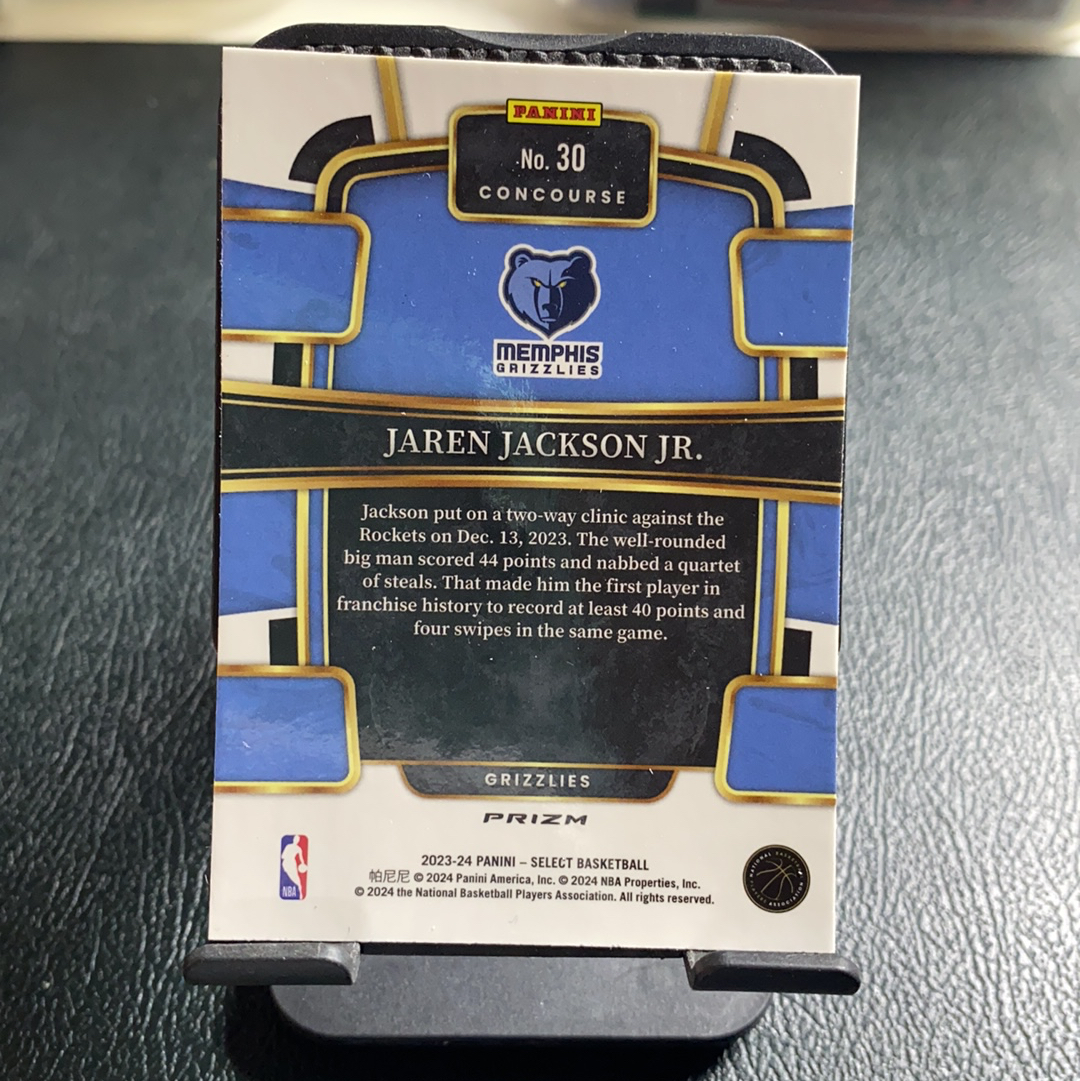 PANINI
No. 30
CONCOURSE
MEMPHIS
GRIZZLIES
JAREN JACKSON JR.
Jackson put on a two-way clinic against the
Rockets on Dec. 13, 2023. The well-rounded
big man scored 44 points and nabbed a quartet
of steals. That made him the first player in
franchise history to record at least 40 points and
four swipes in the same game.
GRIZZLIES
PRIZM
NBA
2023-24 PANINI – SELECT BASKETBALL
帕尼尼 © 2024 Panini America, Inc. © 2024 NBA Properties, Inc.
© 2024 the National Basketball Players Association. All rights reserved.
NATIONAL BASKETBALL PLAYERS ASSOCIATION